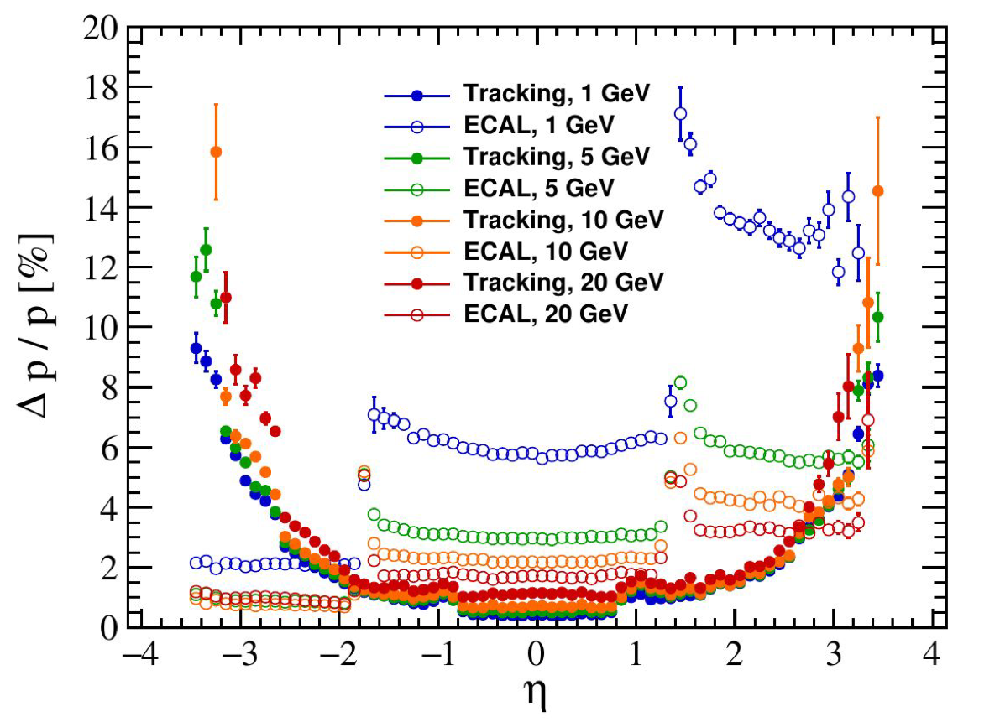 20
18
16
14
12
10
8
6
4
2
0
Δ p / p [%]
Tracking, 1 GeV
ECAL, 1 GeV
Tracking, 5 GeV
ECAL, 5 GeV
Tracking, 10 GeV
ECAL, 10 GeV
Tracking, 20 GeV
ECAL, 20 GeV
−4 −3 −2 −1 0 1 2 3 4
η